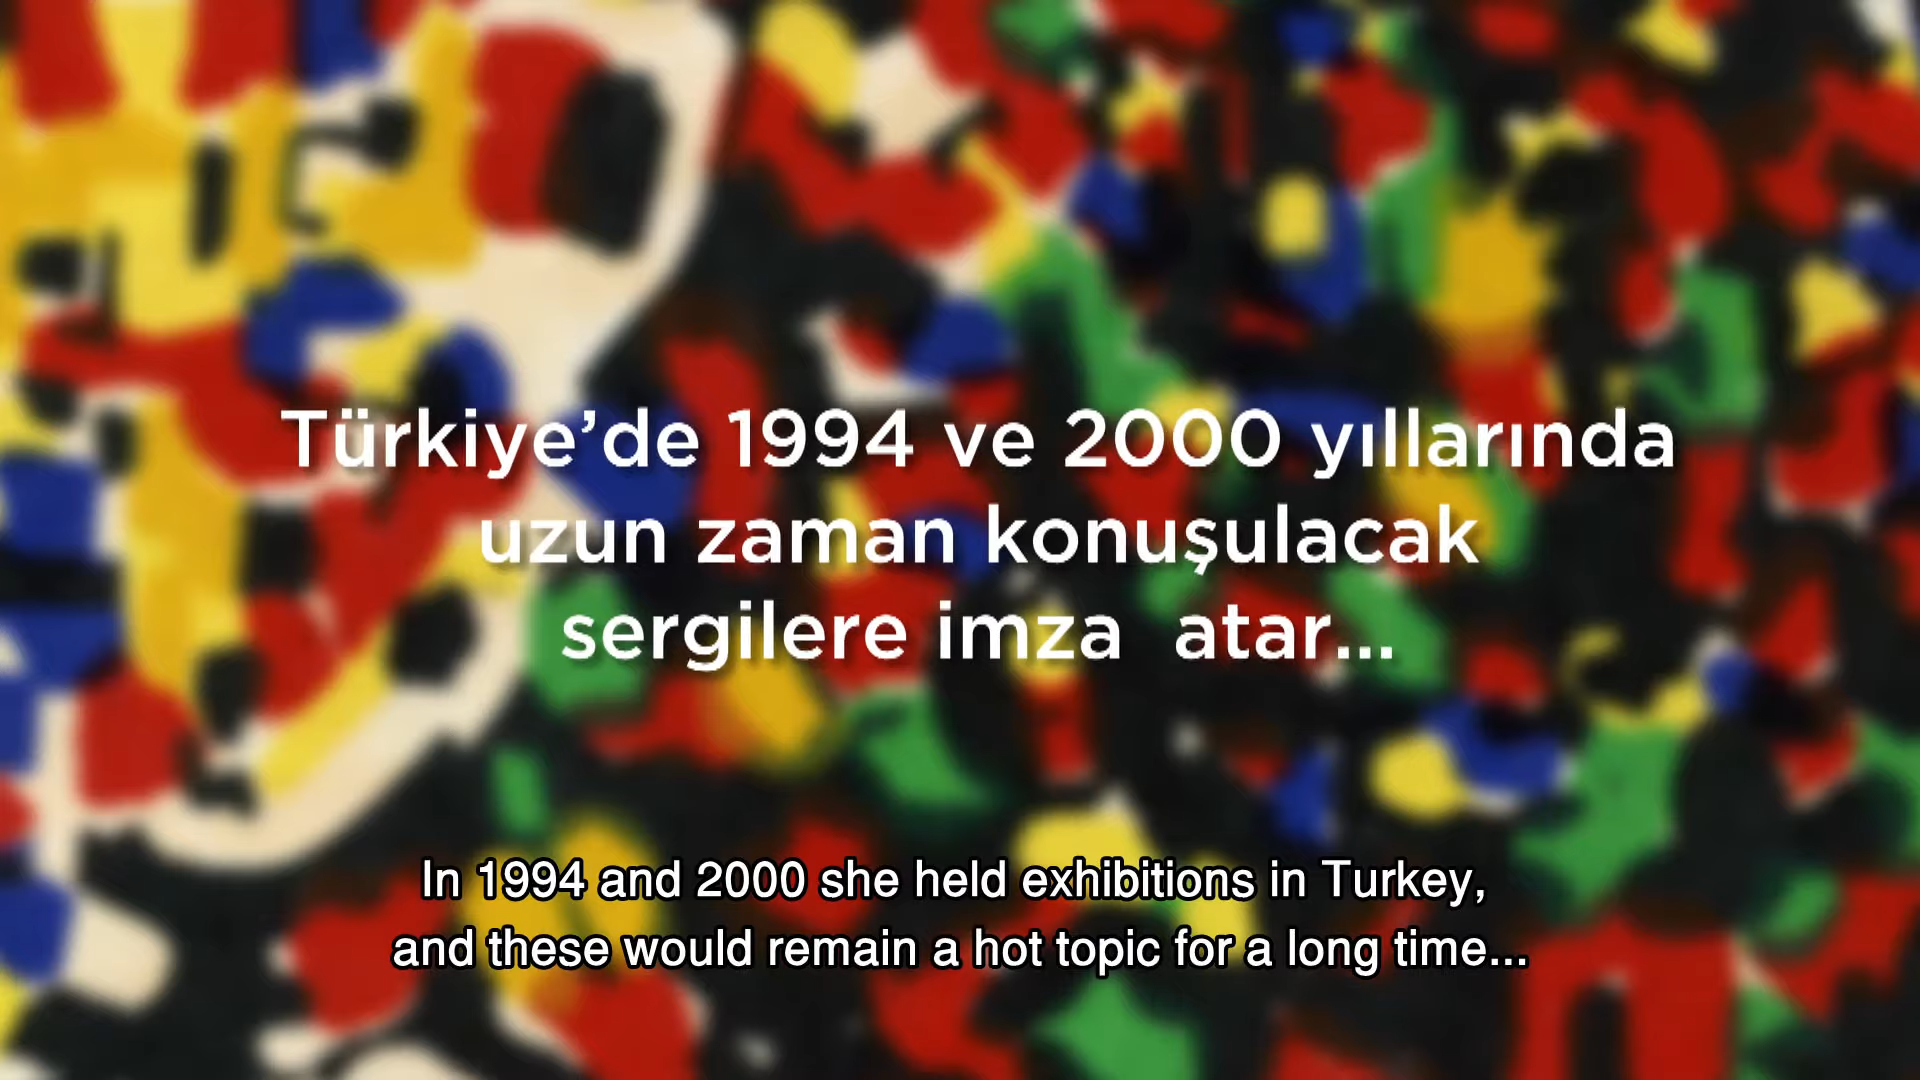 Türkiye’de 1994 ve 2000 yıllarında
uzun zaman konuşulacak
sergilere imza  atar...
In 1994 and 2000 she held exhibitions in Turkey,
and these would remain a hot topic for a long time...